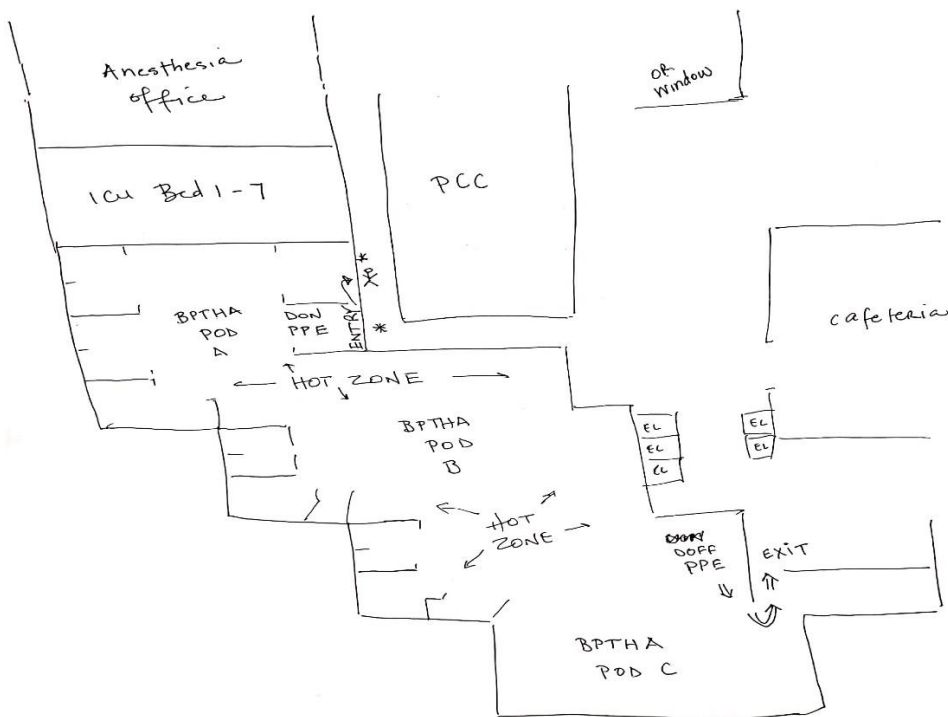 Anesthesia
office
OR
Window
ICU Bed 1-7
PCC
BPTHA
POD
A
DON
PPE
ENTRY
*
*
cafeteria
HOT ZONE
BPTHA
POD
B
EL
EL
EL
EL
EL
HOT
ZONE
DOFF
PPE
EXIT
BPTHA
POD C